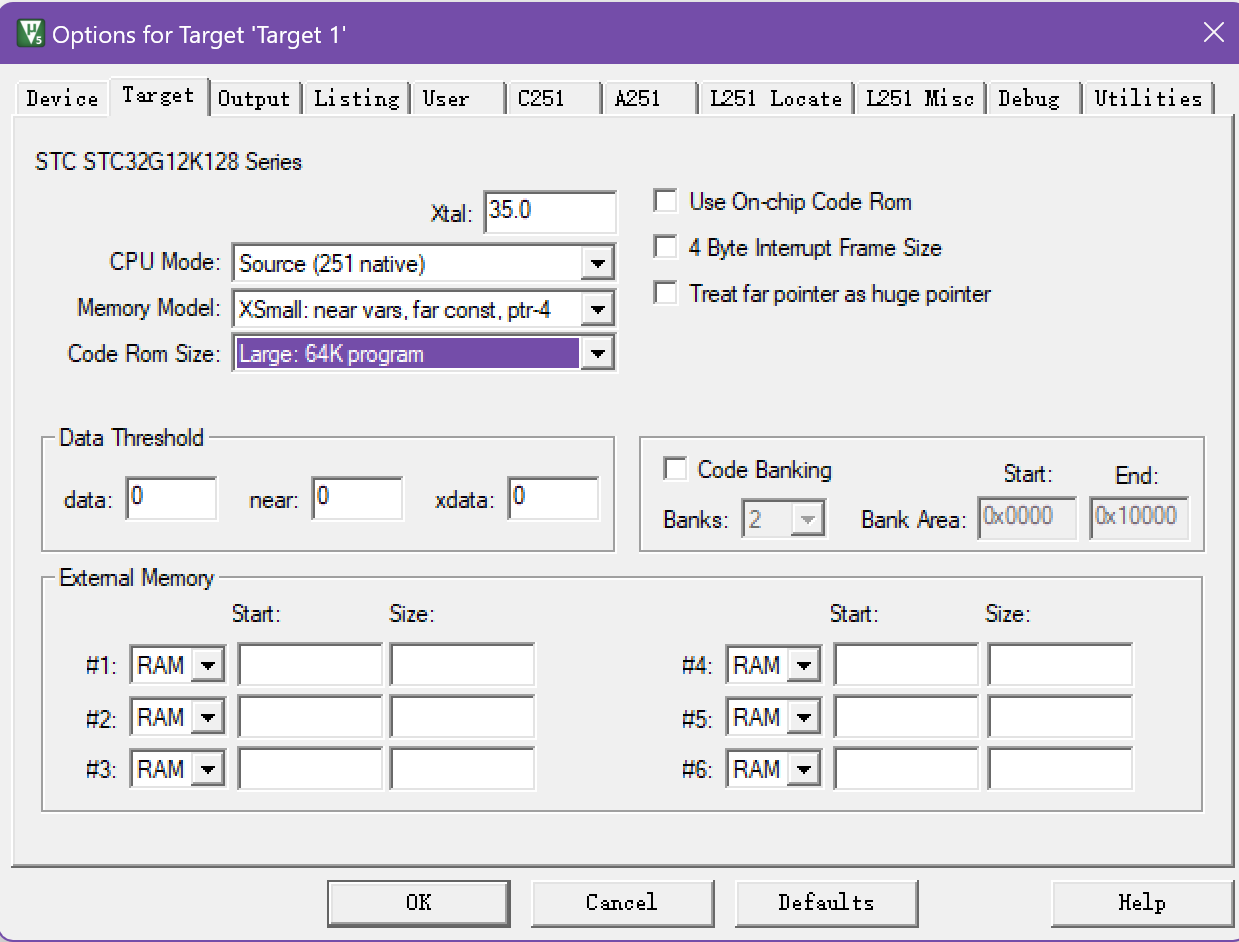 Options for Target 'Target 1'
Device Target Output Listing User C251 A251 L251 Locate L251 Misc Debug Utilities
STC STC32G12K128 Series
Xtal: 35.0
Use On-chip Code Rom
CPU Mode: Source (251 native)
4 Byte Interrupt Frame Size
Memory Model: XSmall: near vars, far const, ptr-4
Treat far pointer as huge pointer
Code Rom Size: Large: 64K program
Data Threshold
data: 0 near: 0 xdata: 0
Code Banking Start: End:
Banks: 2 Bank Area: 0x0000 0x10000
External Memory
Start: Size: Start: Size:
#1: RAM #4: RAM
#2: RAM #5: RAM
#3: RAM #6: RAM
OK Cancel Defaults Help